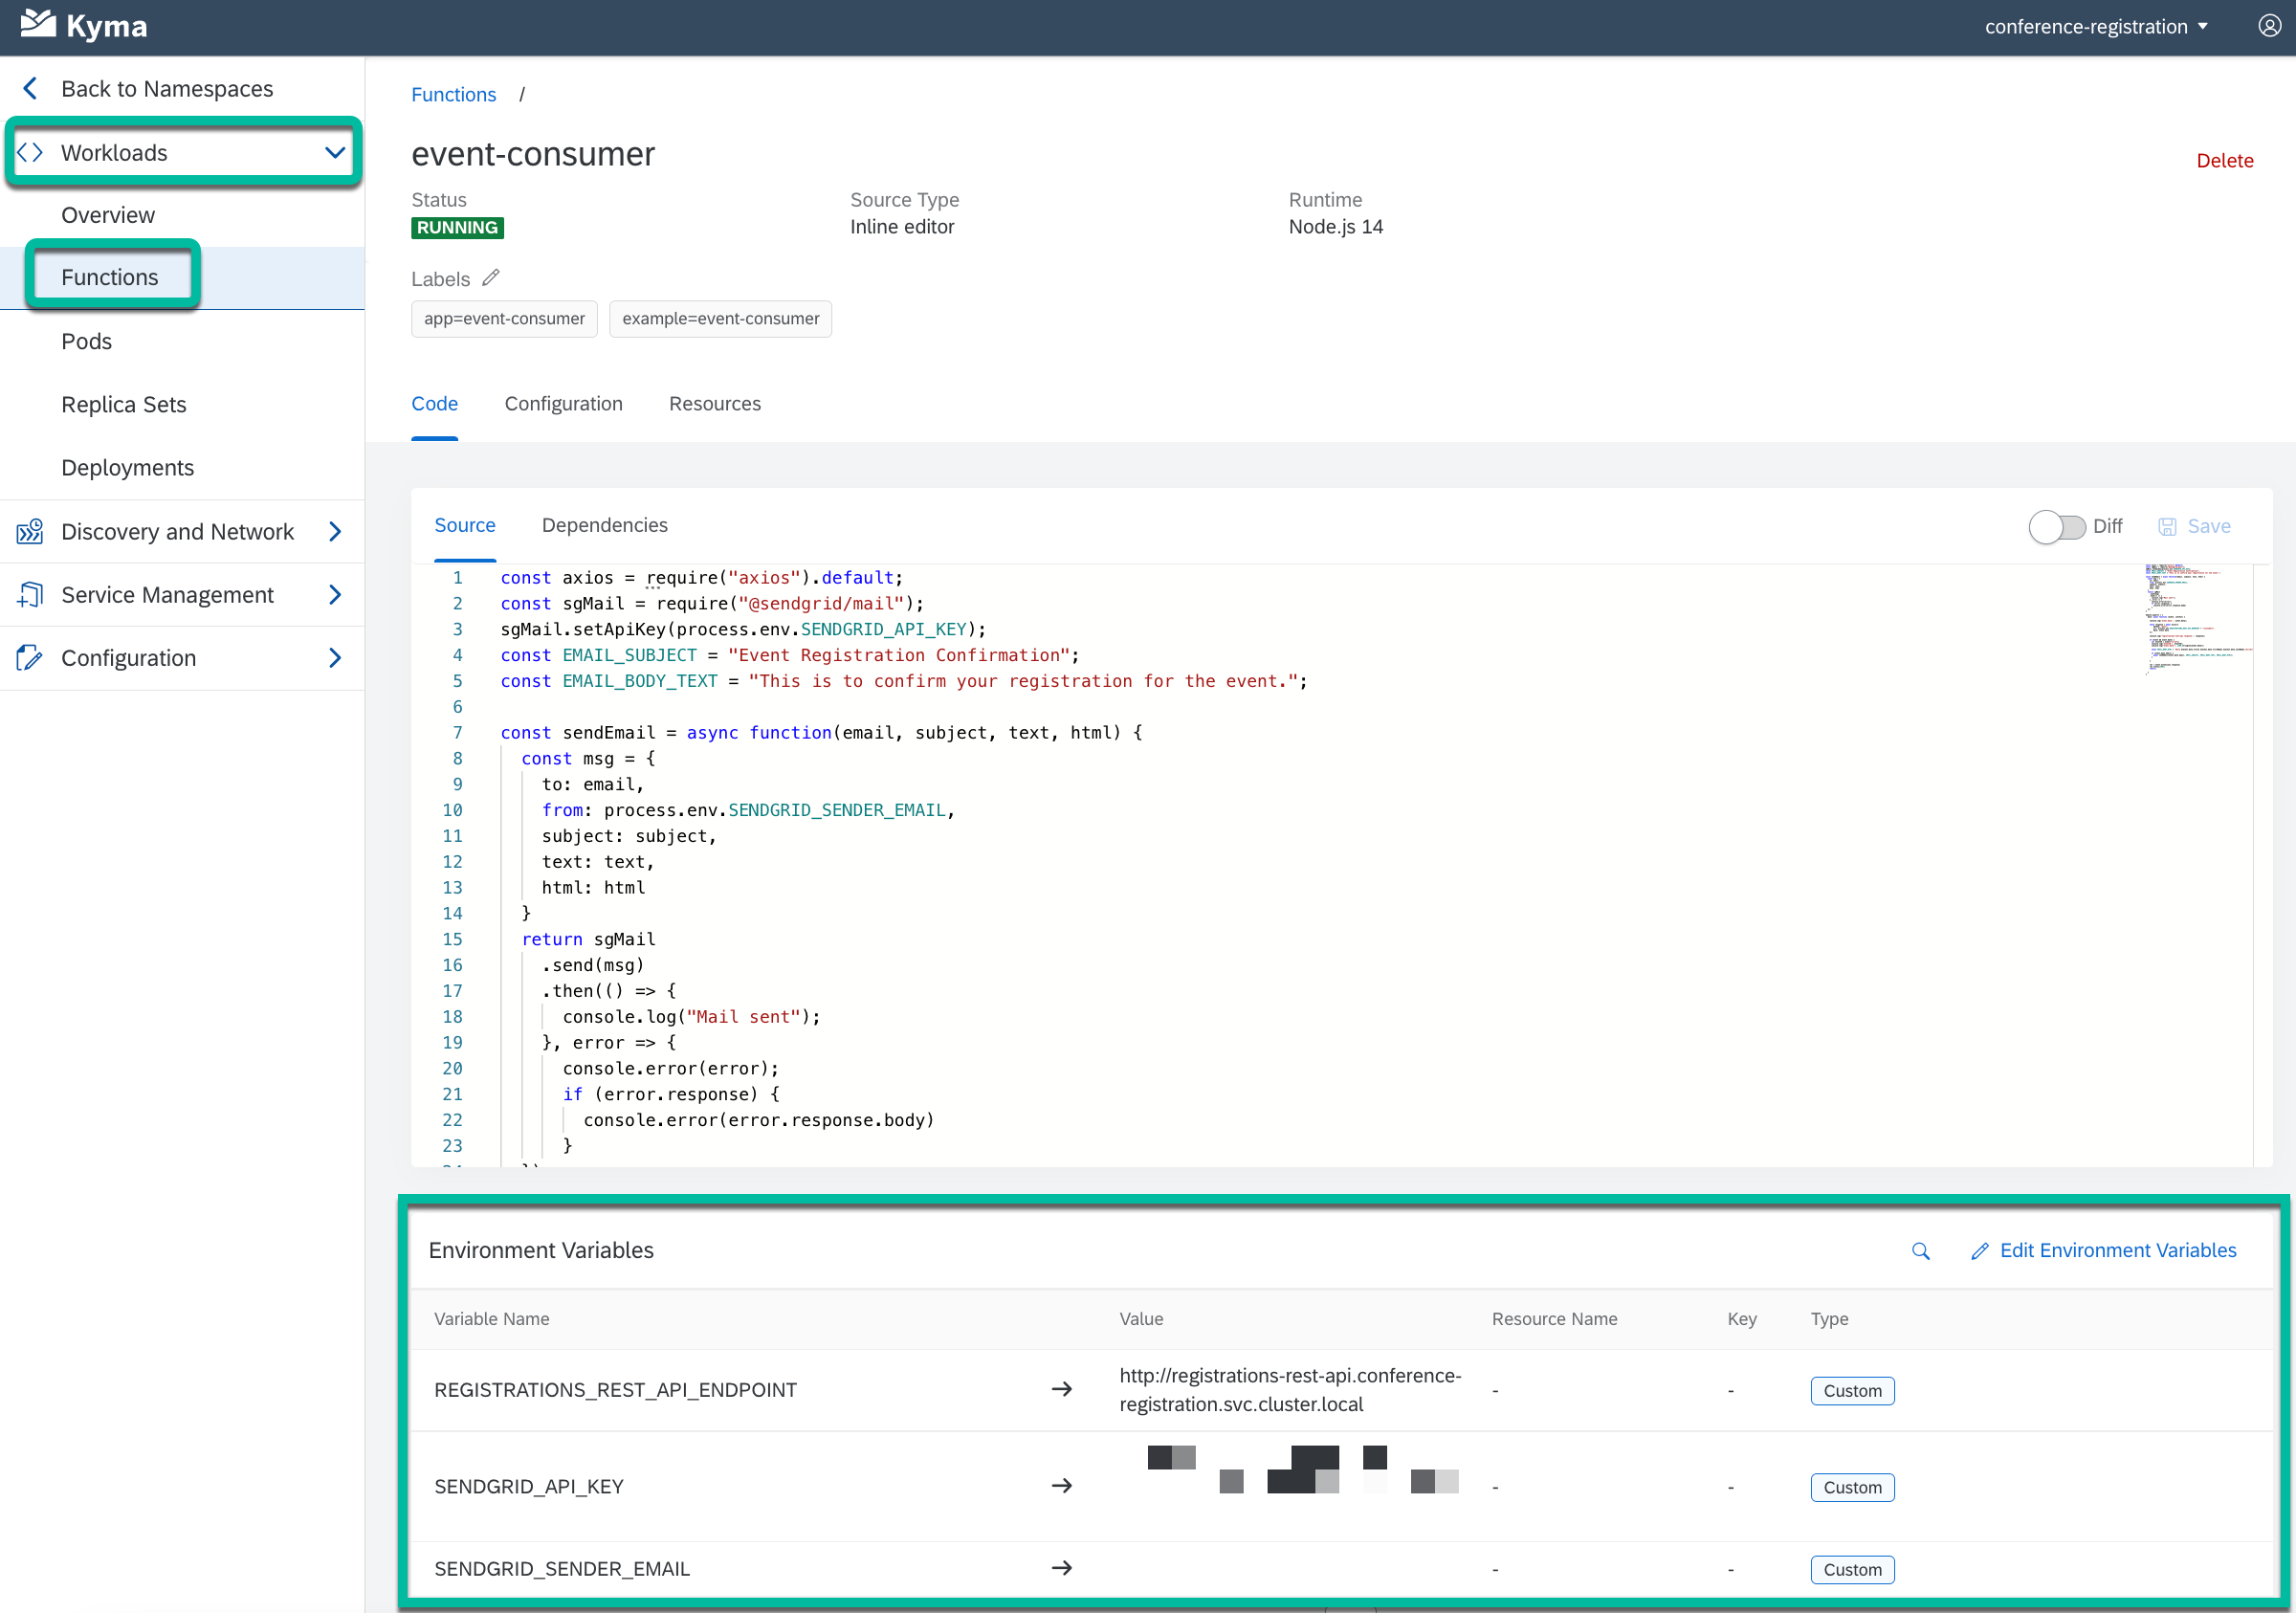 Kyma
conference-registration
Back to Namespaces
Workloads
Overview
Functions
Pods
Replica Sets
Deployments
Discovery and Network
Service Management
Configuration
Functions /
event-consumer
Delete
Status
RUNNING
Source Type
Inline editor
Runtime
Node.js 14
Labels
app=event-consumer
example=event-consumer
Code
Configuration
Resources
Source
Dependencies
Diff
Save
1 const axios = require("axios").default;
2 const sgMail = require("@sendgrid/mail");
3 sgMail.setApiKey(process.env.SENDGRID_API_KEY);
4 const EMAIL_SUBJECT = "Event Registration Confirmation";
5 const EMAIL_BODY_TEXT = "This is to confirm your registration for the event.";
6
7 const sendEmail = async function(email, subject, text, html) {
8 const msg = {
9 to: email,
10 from: process.env.SENDGRID_SENDER_EMAIL,
11 subject: subject,
12 text: text,
13 html: html
14 }
15 return sgMail
16 .send(msg)
17 .then(() => {
18 console.log("Mail sent");
19 }, error => {
20 console.error(error);
21 if (error.response) {
22 console.error(error.response.body)
23 }
Environment Variables
Edit Environment Variables
Variable Name Value Resource Name Key Type
REGISTRATIONS_REST_API_ENDPOINT → http://registrations-rest-api.conference-
registration.svc.cluster.local - - Custom
SENDGRID_API_KEY → - - Custom
SENDGRID_SENDER_EMAIL → - - Custom